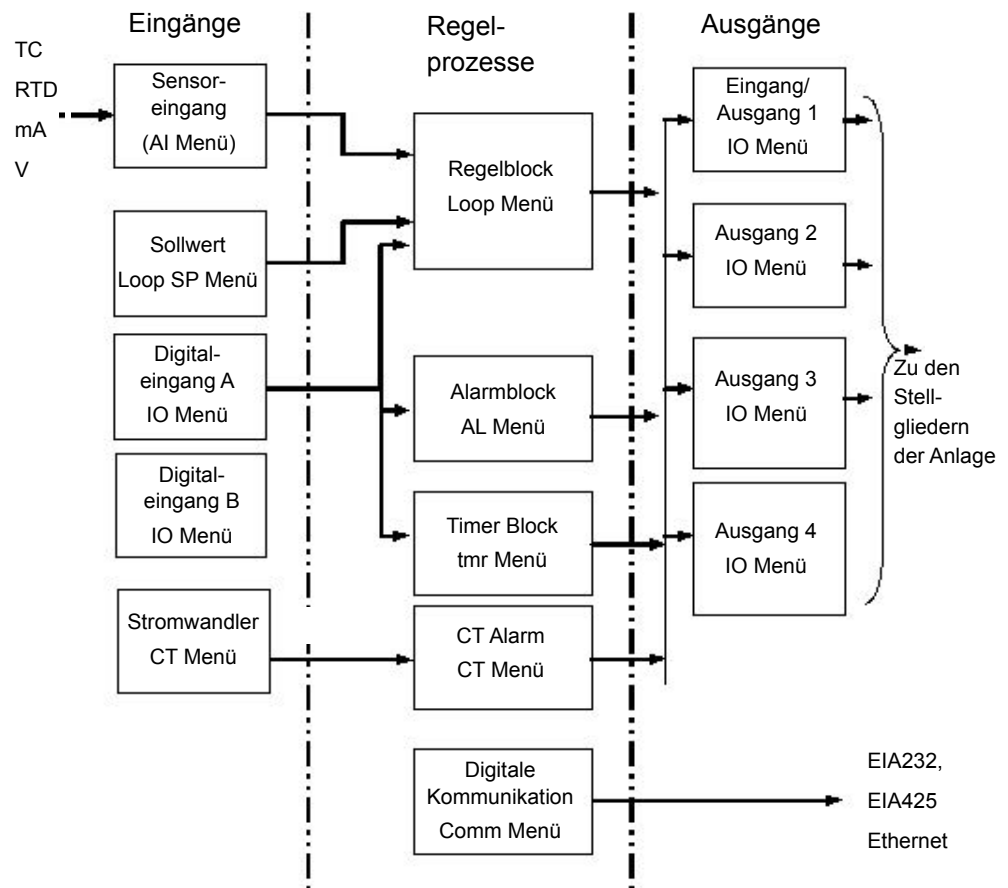 Eingänge
Regel-
prozesse
Ausgänge
TC
RTD
mA
V
Sensor-
eingang
(AI Menü)
Sollwert
Loop SP Menü
Digital-
eingang A
IO Menü
Digital-
eingang B
IO Menü
Stromwandler
CT Menü
Regelblock
Loop Menü
Alarmblock
AL Menü
Timer Block
tmr Menü
CT Alarm
CT Menü
Digitale
Kommunikation
Comm Menü
Eingang/
Ausgang 1
IO Menü
Ausgang 2
IO Menü
Ausgang 3
IO Menü
Ausgang 4
IO Menü
Zu den
Stell-
gliedern
der Anlage
EIA232,
EIA425
Ethernet